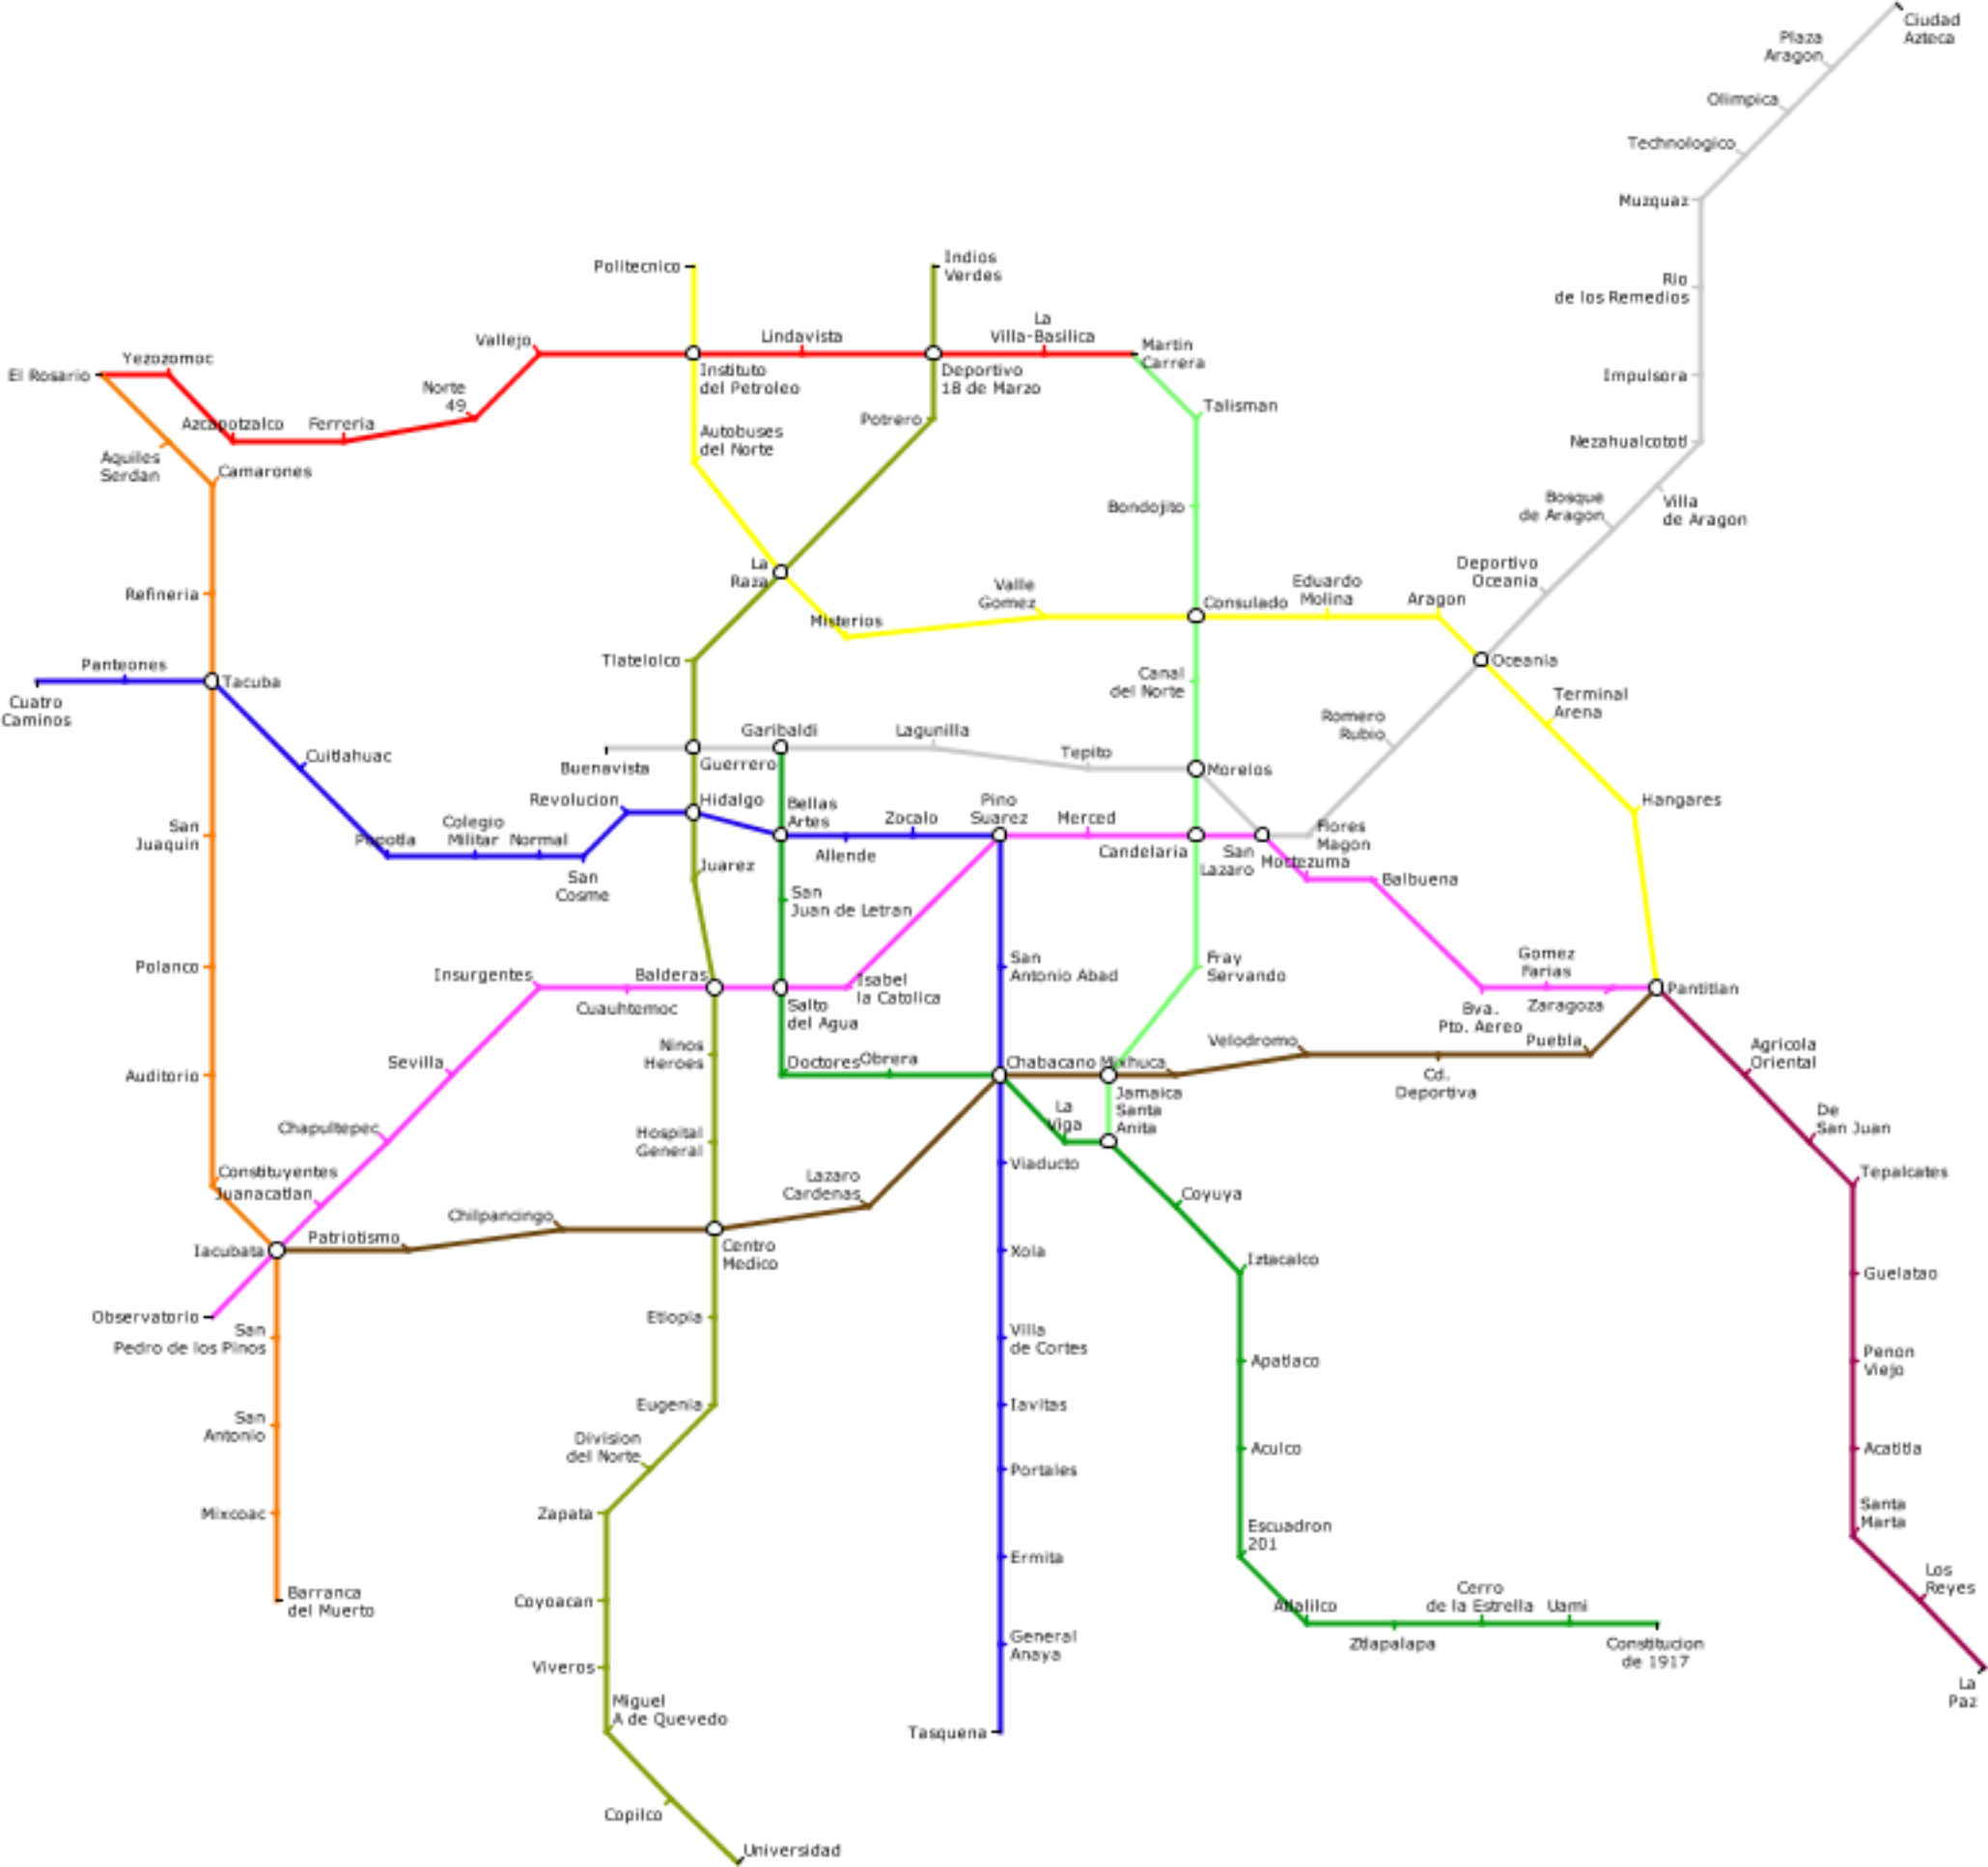 Ciudad
Azteca
Plaza
Aragon
Olimpica
Technologico
Muzquaz
Rio
de los Remedios
Impulsora
Nezahualcototl
Villa
de Aragon
Bosque
de Aragon
Deportivo
Oceania
Politecnico
Indios
Verdes
La
Villa-Basilica
Lindavista
Vallejo
Martin
Carrera
Yezozomoc
El Rosario
Instituto
del Petroleo
Deportivo
18 de Marzo
Norte
49
Azcapotzalco
Ferreria
Talisman
Potrero
Autobuses
del Norte
Aquiles
Serdan
Camarones
Bondojito
La
Raza
Valle
Gomez
Eduardo
Molina
Aragon
Consulado
Refineria
Misterios
Tlatelolco
Oceania
Panteones
Tacuba
Cuatro
Caminos
Canal
del Norte
Terminal
Arena
Romero
Rubio
Garibaldi
Lagunilla
Tepito
Morelos
Buenavista
Guerrero
Cuitlahuac
Revolucion
Hidalgo
Bellas
Artes
Zocalo
Pino
Suarez
Merced
Hangares
San
Juaquin
Popotla
Colegio
Militar
Normal
San
Cosme
Allende
Candelaria
San
Lazaro
Flores
Magon
Moctezuma
Balbuena
Juarez
San
Juan de Letran
Polanco
Insurgentes
Cuauhtemoc
Balderas
Salto
del Agua
Isabel
la Catolica
San
Antonio Abad
Fray
Servando
Gomez
Farias
Zaragoza
Pantitlan
Bva.
Pto. Aereo
Puebla
Velodromo
Cd.
Deportiva
Agricola
Oriental
Auditorio
Sevilla
Ninos
Heroes
Doctores
Obrera
Chabacano
Mixhuca
Jamaica
Santa
Anita
La
Viga
Chapultepec
Hospital
General
De
San Juan
Constituyentes
Juanacatlan
Tepalcates
Viaducto
Lazaro
Cardenas
Coyuya
Chilpancingo
Patriotismo
Iacubata
Centro
Medico
Xola
Iztacalco
Guelatao
Observatorio
San
Pedro de los Pinos
Etiopia
Villa
de Cortes
Apatlaco
Penon
Viejo
Eugenia
Iavitas
San
Antonio
Division
del Norte
Portales
Aculco
Acatitla
Mixcoac
Zapata
Ermita
Escuadron
201
Santa
Marta
Barranca
del Muerto
Coyoacan
Atlalilco
Cerro
de la Estrella
Uami
Ztlapalapa
Constitucion
de 1917
Los
Reyes
General
Anaya
Viveros
La
Paz
Miguel
A de Quevedo
Tasquena
Copilco
Universidad